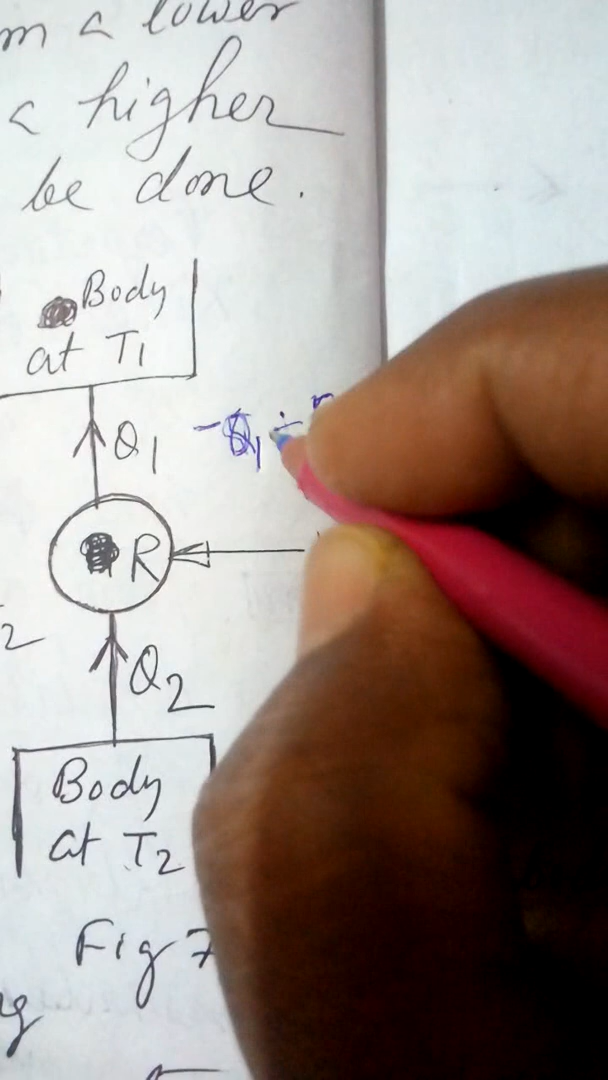 m a lower
a higher
be done.
Body
at T1
Q1
-Q1
R
2
Q2
Body
at T2
Fig 7